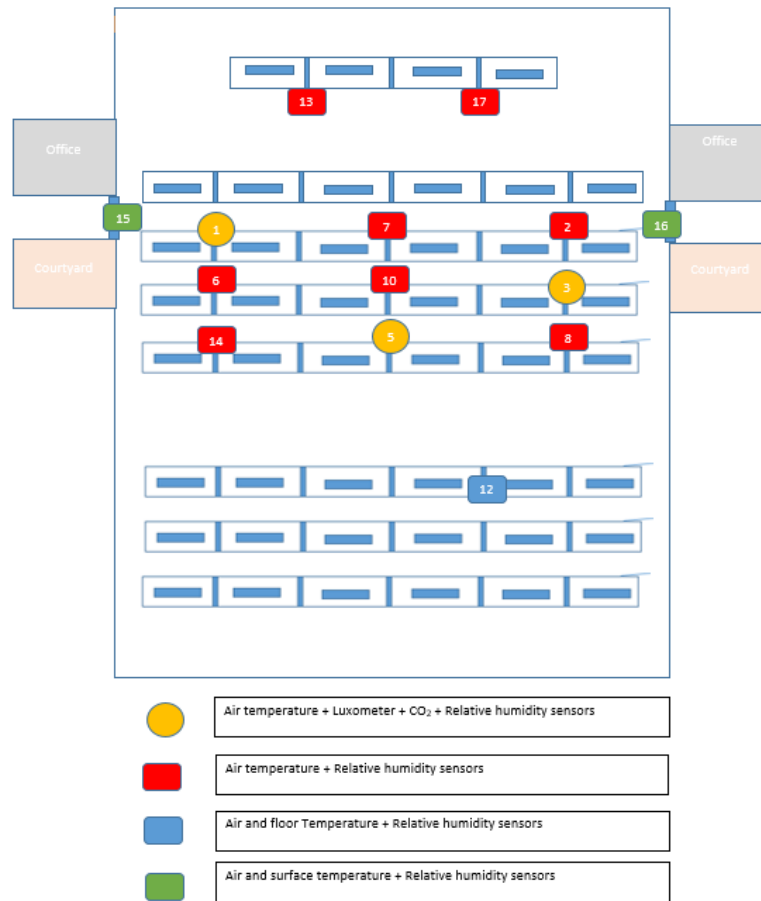 13
17
Office
Office
15
16
1
7
2
Courtyard
Courtyard
6
10
3
14
5
8
12
Air temperature + Luxometer + CO₂ + Relative humidity sensors
Air temperature + Relative humidity sensors
Air and floor Temperature + Relative humidity sensors
Air and surface temperature + Relative humidity sensors